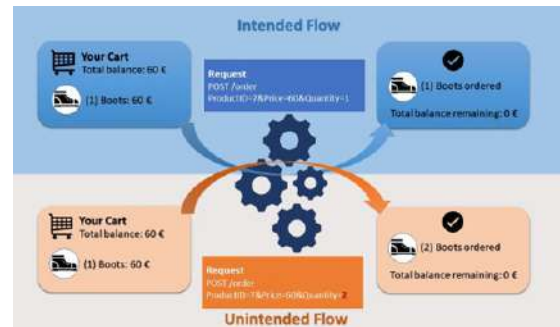 Intended Flow
Your Cart
Total balance: 60 €
(1) Boots: 60 €
Request
POST /order
ProductID=7&Price=60&Quantity=1
(1) Boots ordered
Total balance remaining: 0 €
Your Cart
Total balance: 60 €
(1) Boots: 60 €
Request
POST /order
ProductID=7&Price=60&Quantity=2
(2) Boots ordered
Total balance remaining: 0 €
Unintended Flow